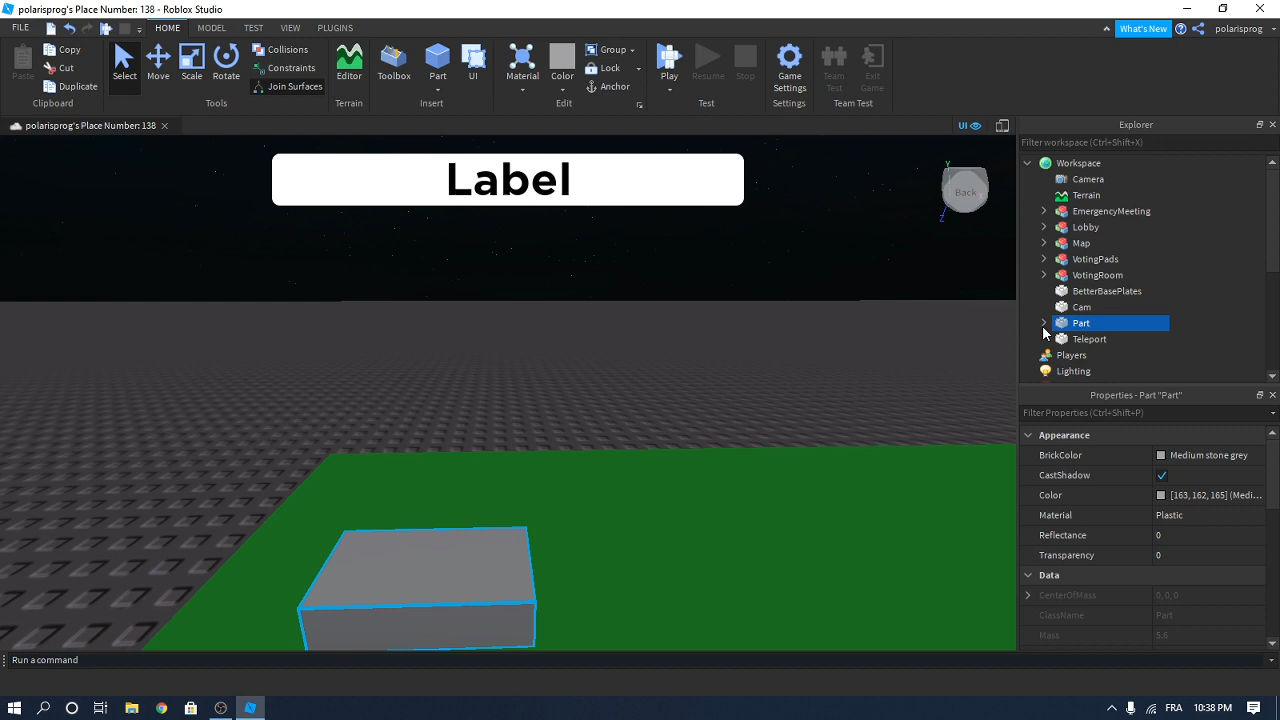 polarisprog's Place Number: 138 - Roblox Studio
FILE HOME MODEL TEST VIEW PLUGINS What's New polarisprog
Paste Copy Cut Duplicate Clipboard
Select Move Scale Rotate Collisions Constraints Join Surfaces Tools
Editor Terrain
Toolbox Part UI Insert
Material Color Group Lock Anchor Edit
Play Resume Stop Test
Game Settings Settings
Team Test Exit Game Team Test
polarisprog's Place Number: 138 UI
Label
Y
Back
Z
Explorer
Filter workspace (Ctrl+Shift+X)
Workspace
Camera
Terrain
EmergencyMeeting
Lobby
Map
VotingPads
VotingRoom
BetterBasePlates
Cam
Part
Teleport
Players
Lighting
Properties - Part "Part"
Filter Properties (Ctrl+Shift+P)
Appearance
BrickColor Medium stone grey
CastShadow
Color [163, 162, 165] (Medi...
Material Plastic
Reflectance 0
Transparency 0
Data
CenterOfMass 0, 0, 0
ClassName Part
Mass 5.6
Run a command
FRA 10:38 PM